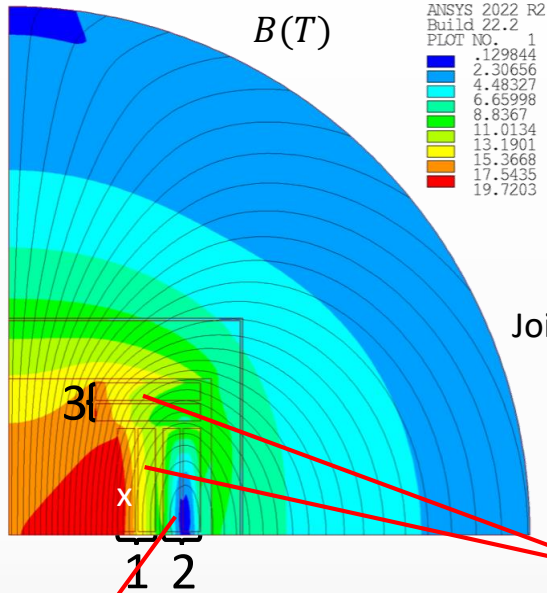 B(T)
ANSYS 2022 R2
Build 22.2
PLOT NO. 1
.129844
2.30656
4.48327
6.65998
8.8367
11.0134
13.1901
15.3668
17.5435
19.7203
Joi
3{
x
1 2